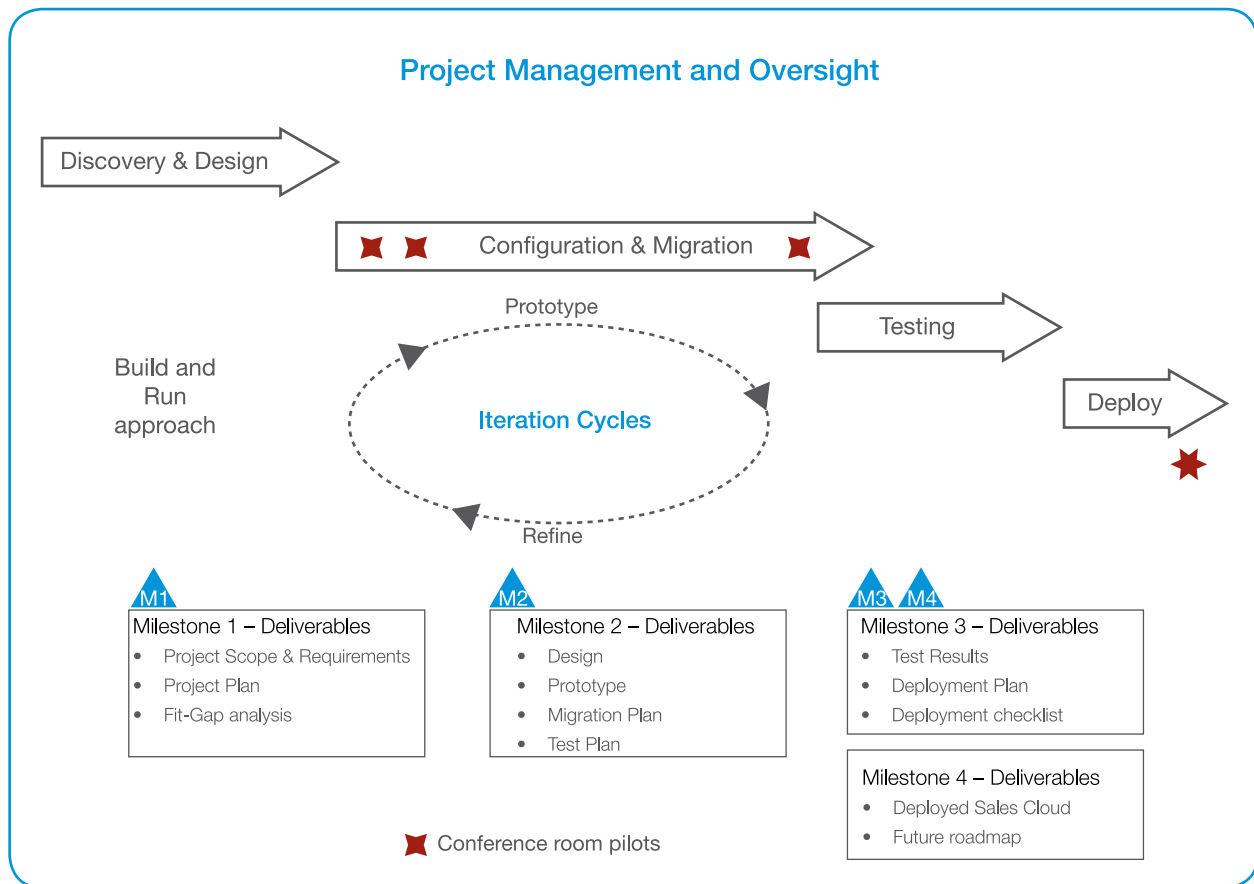 Project Management and Oversight
Discovery & Design
Configuration & Migration
Prototype
Testing
Build and
Run
approach
Iteration Cycles
Deploy
Refine
M1
Milestone 1 – Deliverables
• Project Scope & Requirements
• Project Plan
• Fit-Gap analysis
M2
Milestone 2 – Deliverables
• Design
• Prototype
• Migration Plan
• Test Plan
M3
M4
Milestone 3 – Deliverables
• Test Results
• Deployment Plan
• Deployment checklist
Milestone 4 – Deliverables
• Deployed Sales Cloud
• Future roadmap
Conference room pilots